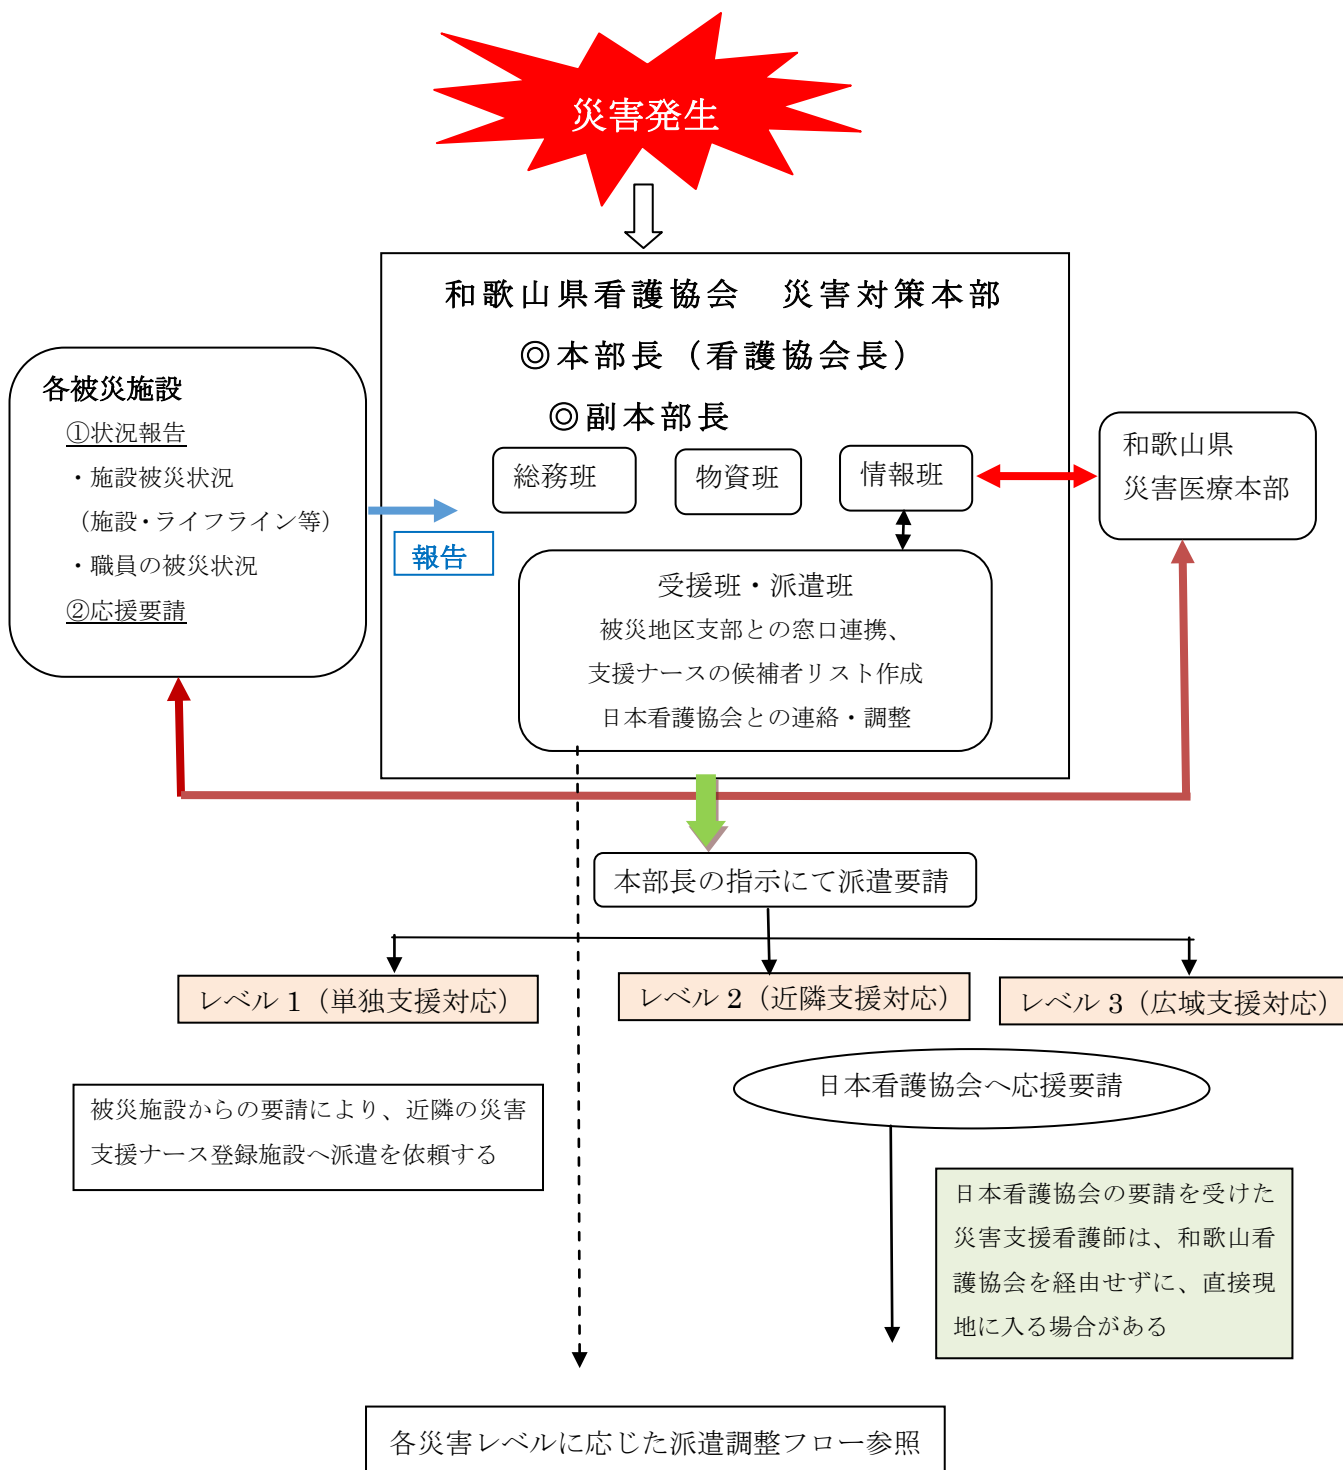 災害発生
和歌山県看護協会　災害対策本部
◎本部長（看護協会長）
◎副本部長
総務班
物資班
情報班
各被災施設
①状況報告
・施設被災状況
（施設・ライフライン等）
・職員の被災状況
②応援要請
報告
和歌山県
災害医療本部
受援班・派遣班
被災地区支部との窓口連携、
支援ナースの候補者リスト作成
日本看護協会との連絡・調整
本部長の指示にて派遣要請
レベル 1（単独支援対応）
レベル 2（近隣支援対応）
レベル 3（広域支援対応）
日本看護協会へ応援要請
被災施設からの要請により、近隣の災害
支援ナース登録施設へ派遣を依頼する
日本看護協会の要請を受けた
災害支援看護師は、和歌山看
護協会を経由せずに、直接現
地に入る場合がある
各災害レベルに応じた派遣調整フロー参照